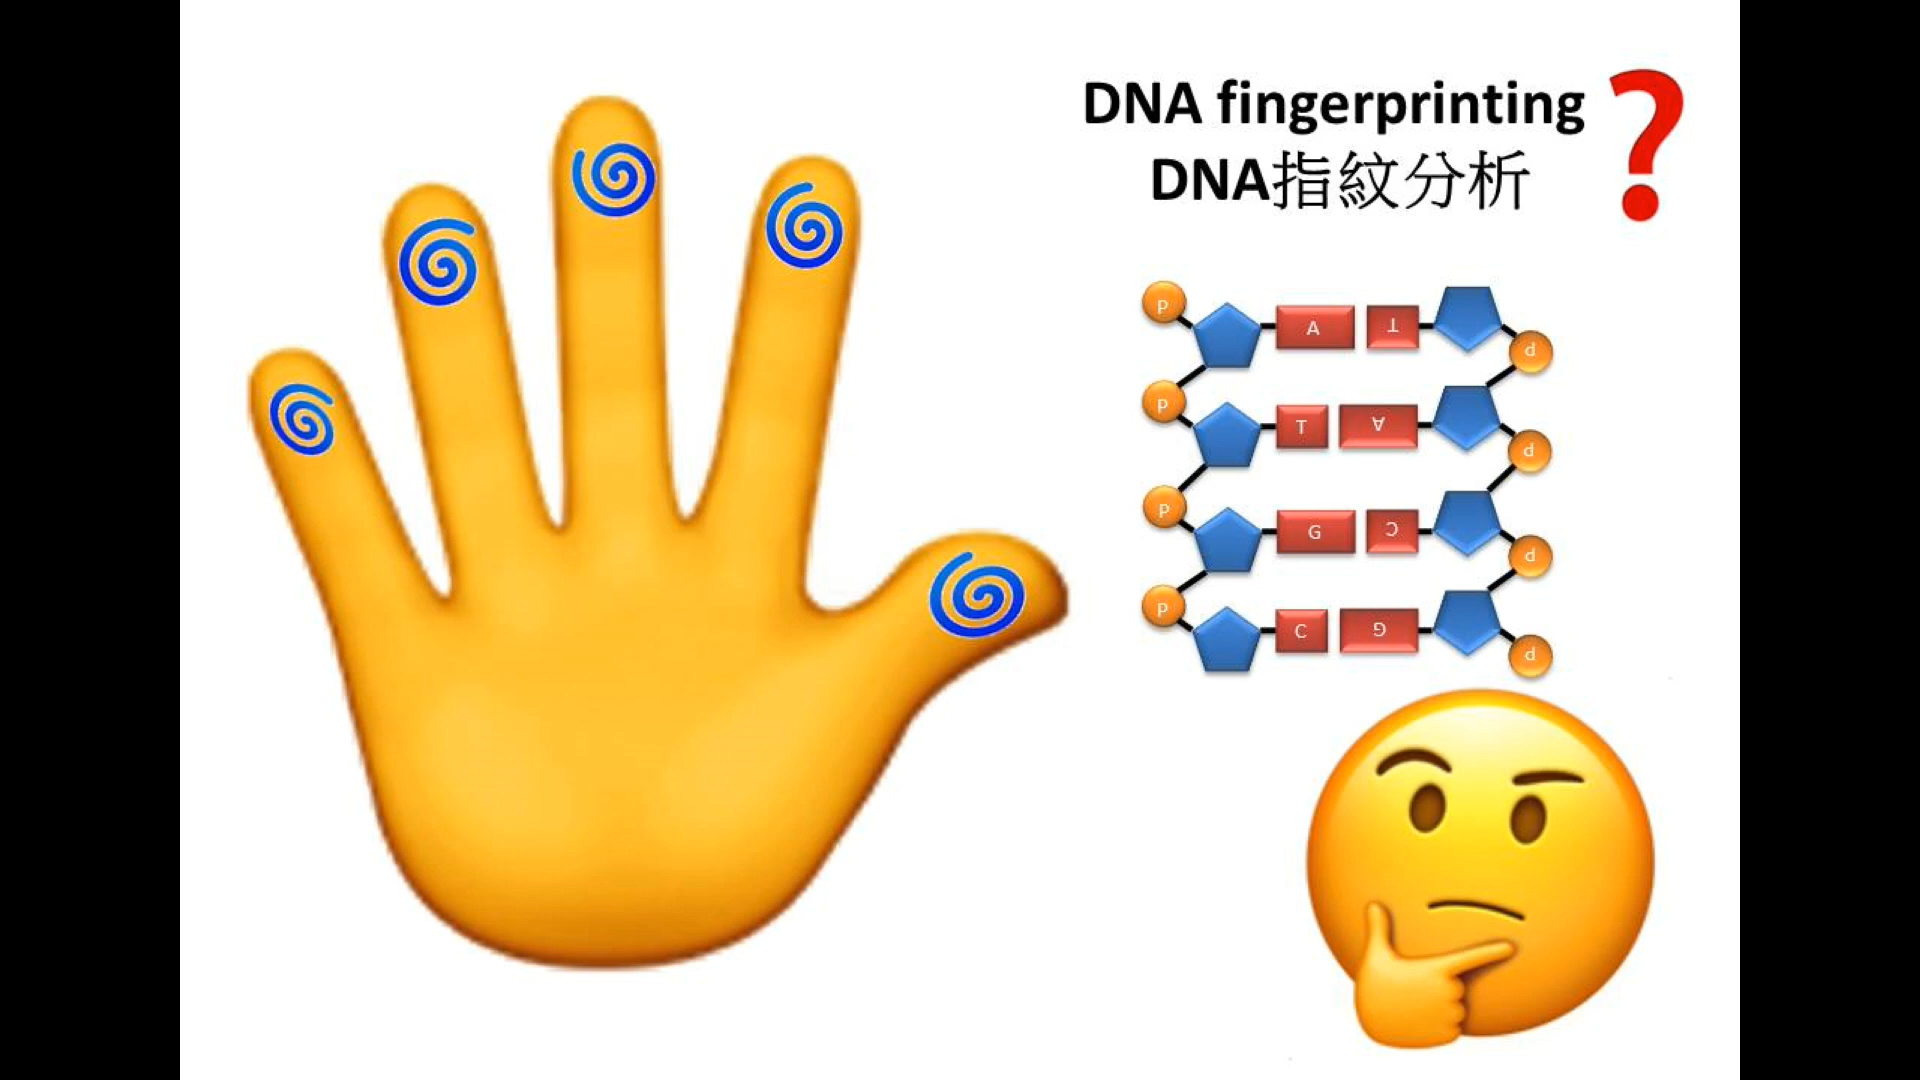 DNA fingerprinting
DNA指紋分析
❓
P A T P
P T A P
P G C P
P C G P